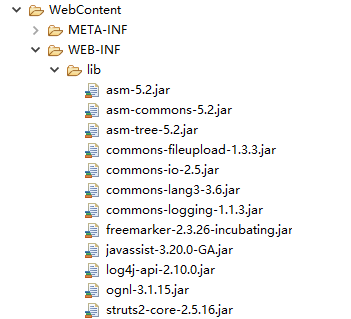 WebContent
META-INF
WEB-INF
lib
asm-5.2.jar
asm-commons-5.2.jar
asm-tree-5.2.jar
commons-fileupload-1.3.3.jar
commons-io-2.5.jar
commons-lang3-3.6.jar
commons-logging-1.1.3.jar
freemarker-2.3.26-incubating.jar
javassist-3.20.0-GA.jar
log4j-api-2.10.0.jar
ognl-3.1.15.jar
struts2-core-2.5.16.jar